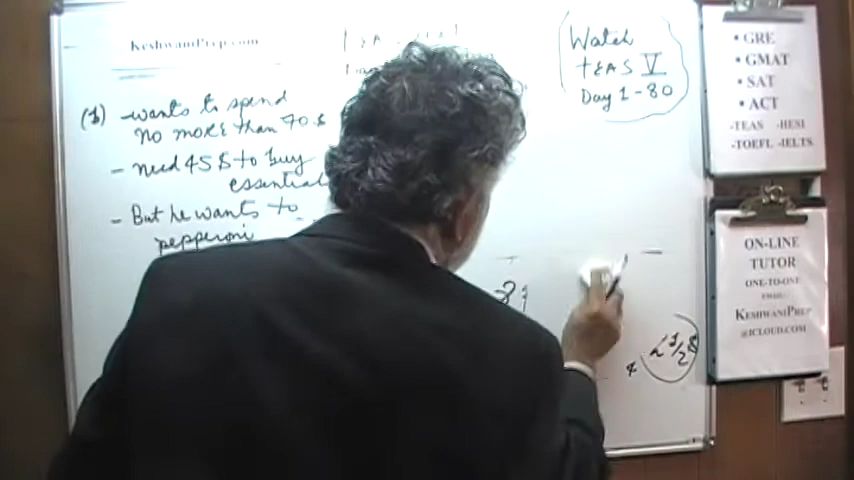 KeshwaniPrep.com
Watch
TEAS V
Day 1-80
(1) -wants to spend
no more than 70.$
- need 45$ to buy
essential
- But he wants to
pepperoni
• GRE
• GMAT
• SAT
• ACT
-TEAS -HESI
-TOEFL -IELTS
ON-LINE
TUTOR
ONE-TO-ONE
EMAIL:
KESHWANIPREP
@ICLOUD.COM